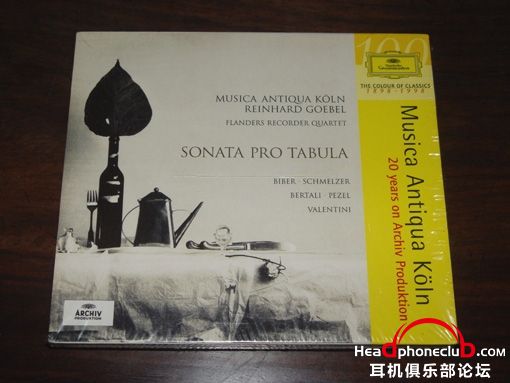 MUSICA ANTIQUA KÖLN
REINHARD GOEBEL
FLANDERS RECORDER QUARTET
SONATA PRO TABULA
BIBER · SCHMELZER
BERTALI · PEZEL
VALENTINI
ARCHIV
PRODUKTION
100
Deutsche
Grammophon
THE COLOUR OF CLASSICS
1898-1998
Musica Antiqua Köln
20 years on Archiv Produktion
Headphoneclub.com
耳机俱乐部论坛